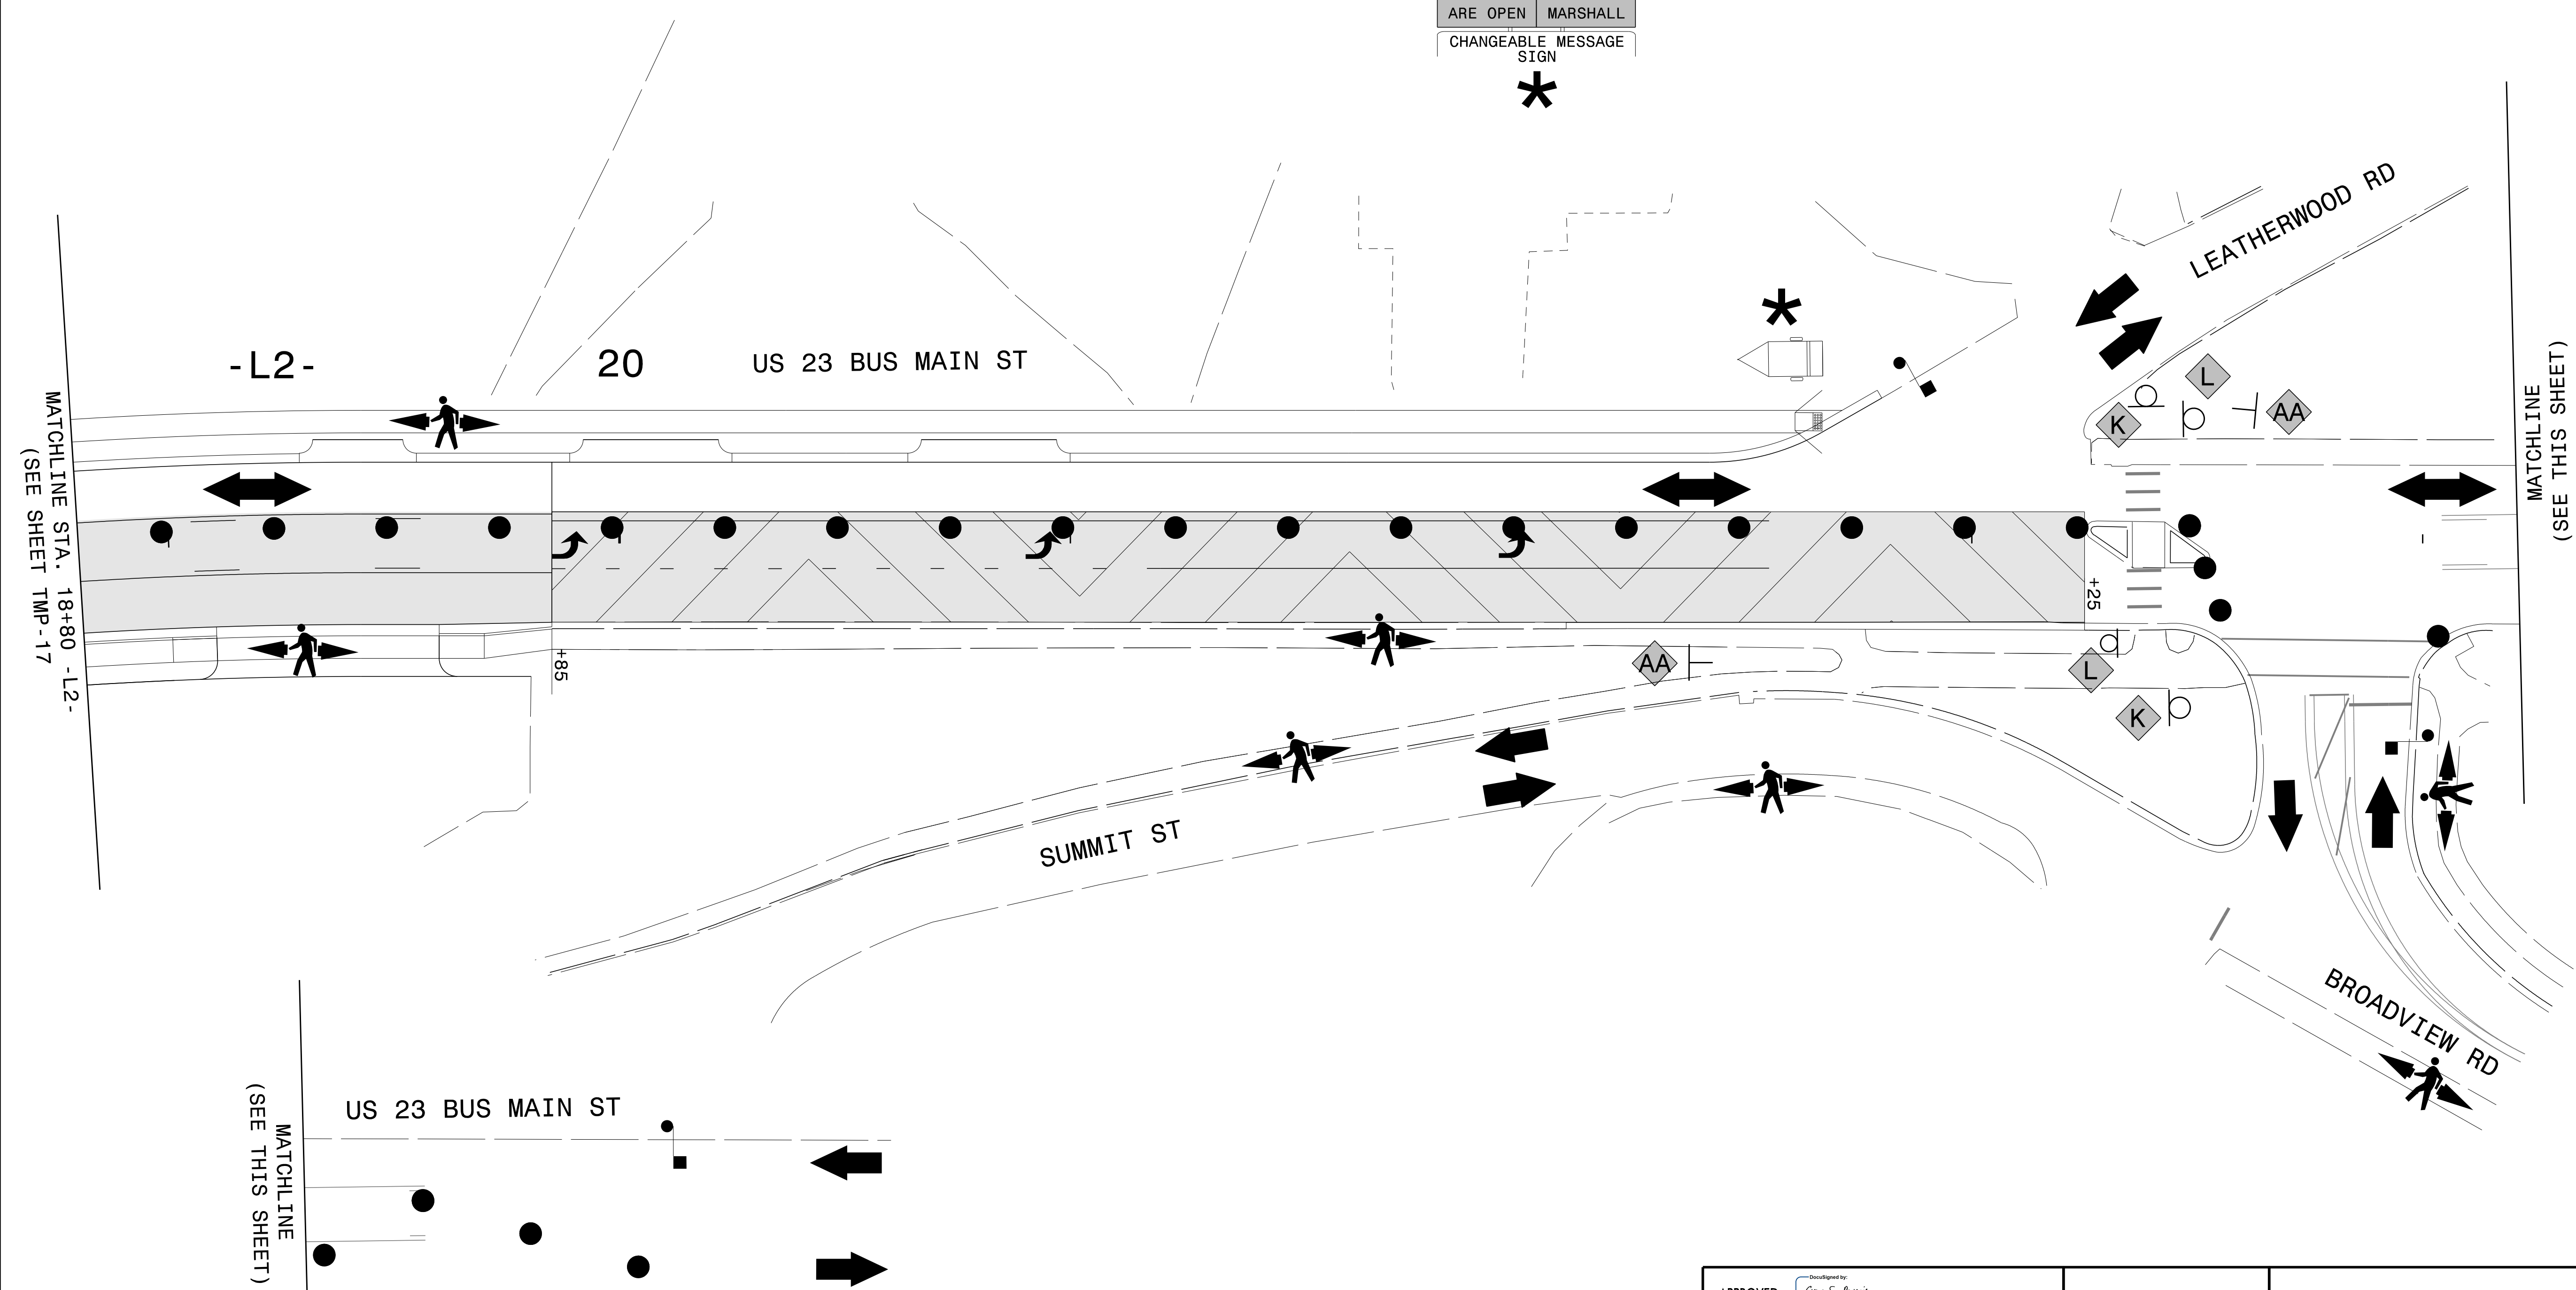 ARE OPEN MARSHALL
CHANGEABLE MESSAGE
SIGN
*
LEATHERWOOD RD
*
-L2-
20
US 23 BUS MAIN ST
L
K
AA
MATCHLINE STA. 18+80 -L2-
(SEE SHEET TMP-17
MATCHLINE
(SEE THIS SHEET)
+25
+85
AA
L
K
SUMMIT ST
BROADVIEW RD
MATCHLINE
(SEE THIS SHEET)
US 23 BUS MAIN ST
DocuSigned by: